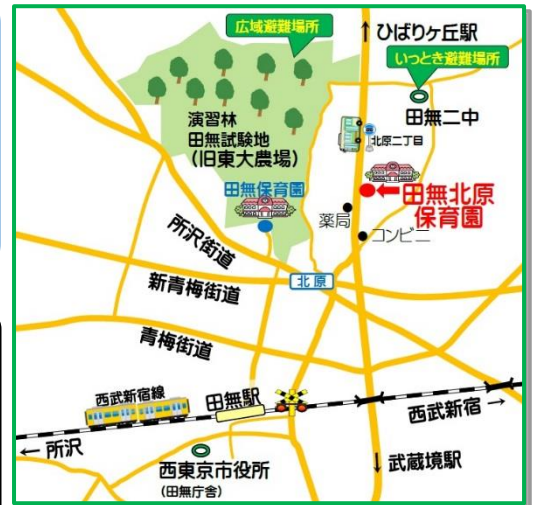 広域避難場所
↑ ひばりヶ丘駅
いっとき避難場所
田無二中
演習林
田無試験地
(旧東大農場)
北原二丁目
田無保育園
田無北原
保育園
薬局
コンビニ
所沢街道
新青梅街道
北原
青梅街道
西武新宿線
田無駅
西武新宿 →
← 所沢
西東京市役所
(田無庁舎)
↓ 武蔵境駅